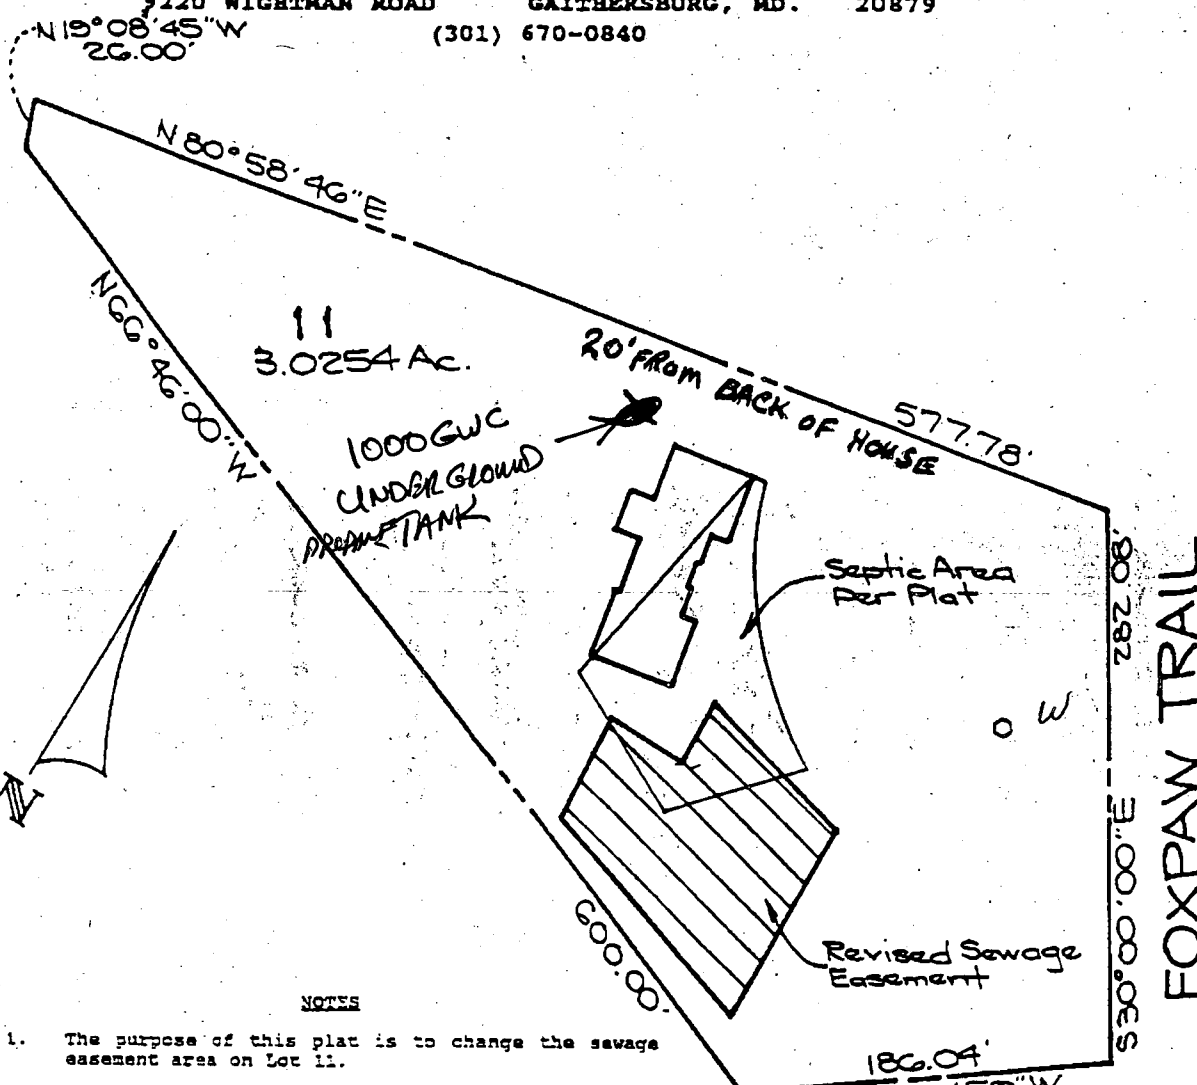 9220 WIGHTMAN ROAD GAITHERSBURG, MD. 20879
(301) 670-0840
N19°08'45"W
26.00'
N80°58'46"E
N66°46'00"W
11
3.0254 Ac.
20' FROM BACK OF HOUSE
577.78'
1000 GWC
UNDERGROUND
PROPANE TANK
Septic Area
Per Plat
282.08'
FOXPAW TRAIL
W
N
S30°00'00"E
600.00'
Revised Sewage
Easement
NOTES
1. The purpose of this plat is to change the sewage
easement area on Lot 11.
186.04'